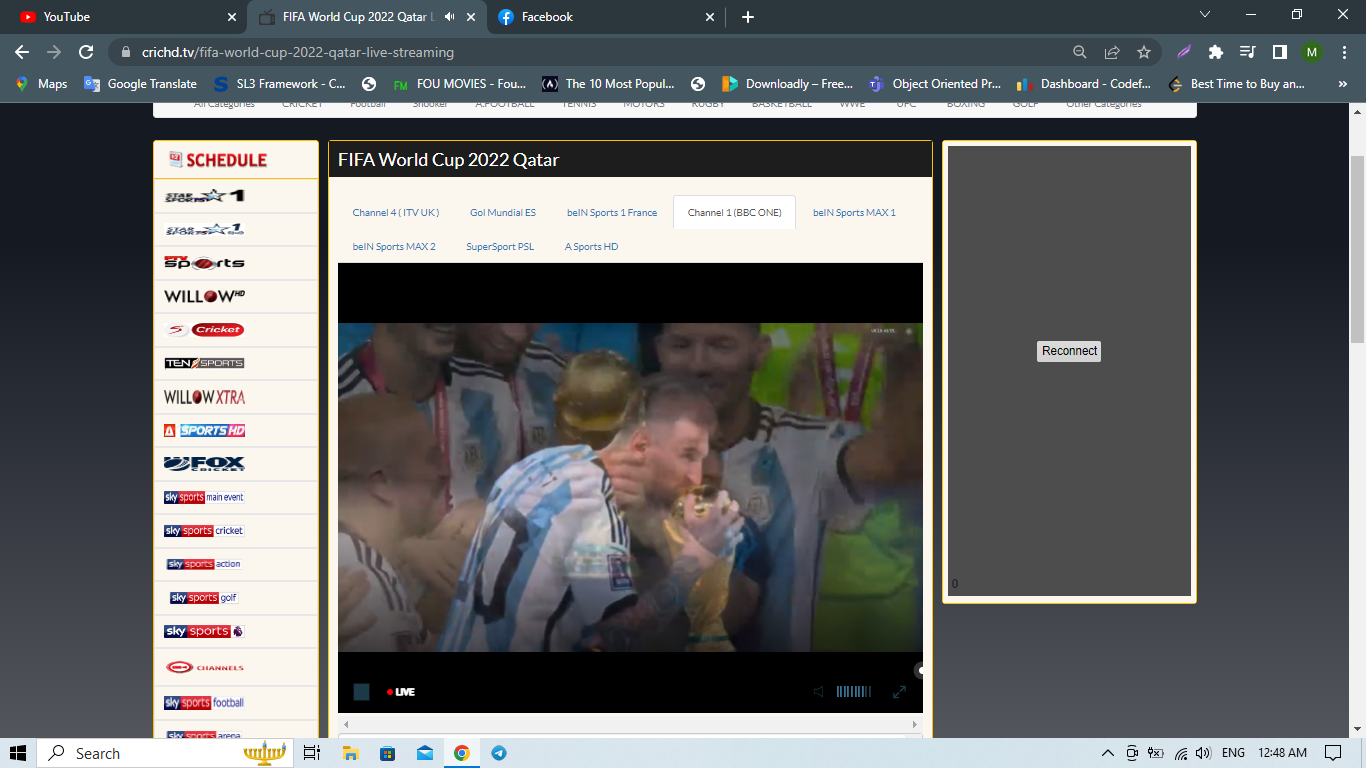 YouTube
FIFA World Cup 2022 Qatar L
Facebook
crichd.tv/fifa-world-cup-2022-qatar-live-streaming
M
Maps
Google Translate
SL3 Framework – C...
FM FOU MOVIES – Fou...
The 10 Most Popul...
Downloadly – Free...
Object Oriented Pr...
Dashboard - Codef...
Best Time to Buy an...
»
All Categories CRICKET Football Snooker A.FOOTBALL TENNIS MOTORS RUGBY BASKETBALL WWE UFC BOXING GOLF Other Categories
SCHEDULE
STAR SPORTS 1
STAR SPORTS 1
PTV sports
WILLOW HD
S Cricket
TEN SPORTS
WILLOW XTRA
A SPORTS HD
FOX CRICKET
sky sports main event
sky sports cricket
sky sports action
sky sports golf
sky sports
CHANNELS
sky sports football
sky sports arena
FIFA World Cup 2022 Qatar
Channel 4 ( ITV UK )
Gol Mundial ES
beIN Sports 1 France
Channel 1 (BBC ONE)
beIN Sports MAX 1
beIN Sports MAX 2
SuperSport PSL
A Sports HD
LIVE
Reconnect
0
Search
ENG
12:48 AM